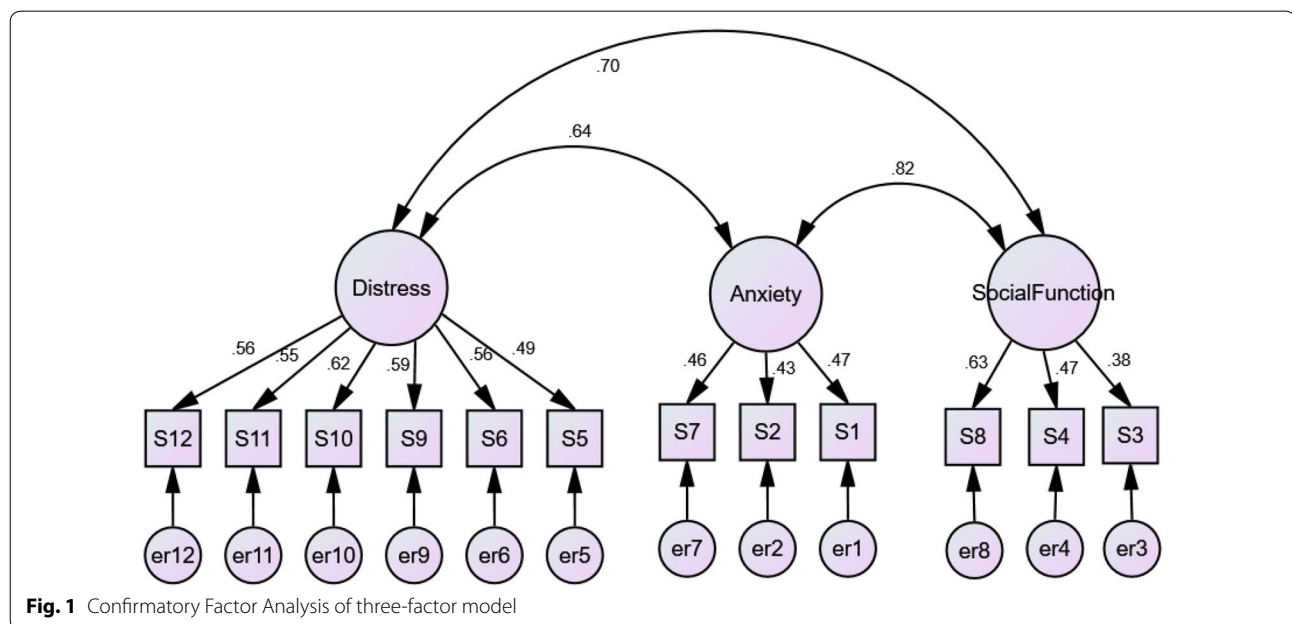 .70
.64
.82
Distress
Anxiety
SocialFunction
.56 .55 .62 .59 .56 .49
.46 .43 .47
.63 .47 .38
S12 S11 S10 S9 S6 S5
S7 S2 S1
S8 S4 S3
er12 er11 er10 er9 er6 er5
er7 er2 er1
er8 er4 er3
Fig. 1 Confirmatory Factor Analysis of three-factor model